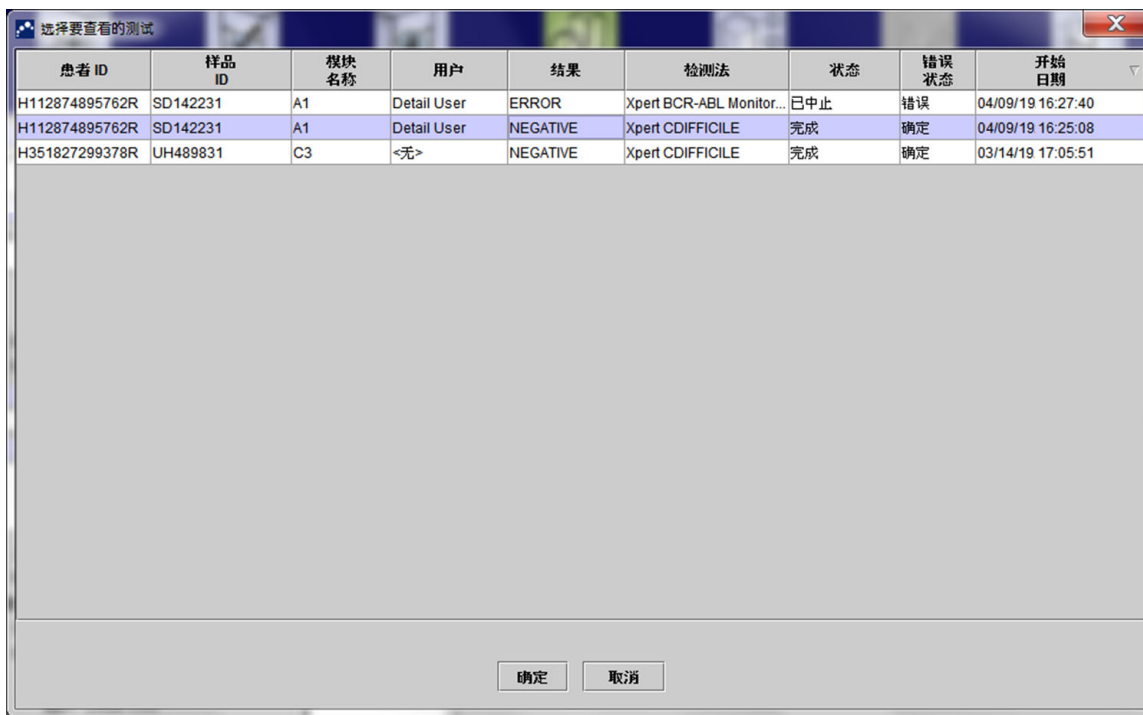 选择要查看的测试
患者 ID 样品 ID 模块 名称 用户 结果 检测法 状态 错误 状态 开始 日期
H112874895762R SD142231 A1 Detail User ERROR Xpert BCR-ABL Monitor... 已中止 错误 04/09/19 16:27:40
H112874895762R SD142231 A1 Detail User NEGATIVE Xpert CDIFFICILE 完成 确定 04/09/19 16:25:08
H351827299378R UH489831 C3 <无> NEGATIVE Xpert CDIFFICILE 完成 确定 03/14/19 17:05:51
确定 取消